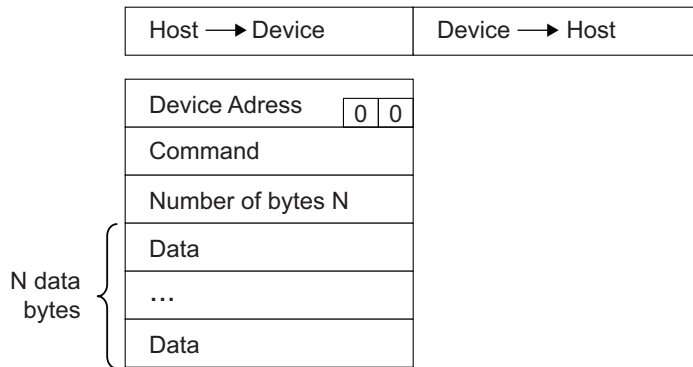 Host → Device
Device → Host
Device Adress
0 0
Command
Number of bytes N
Data
...
Data
N data
bytes